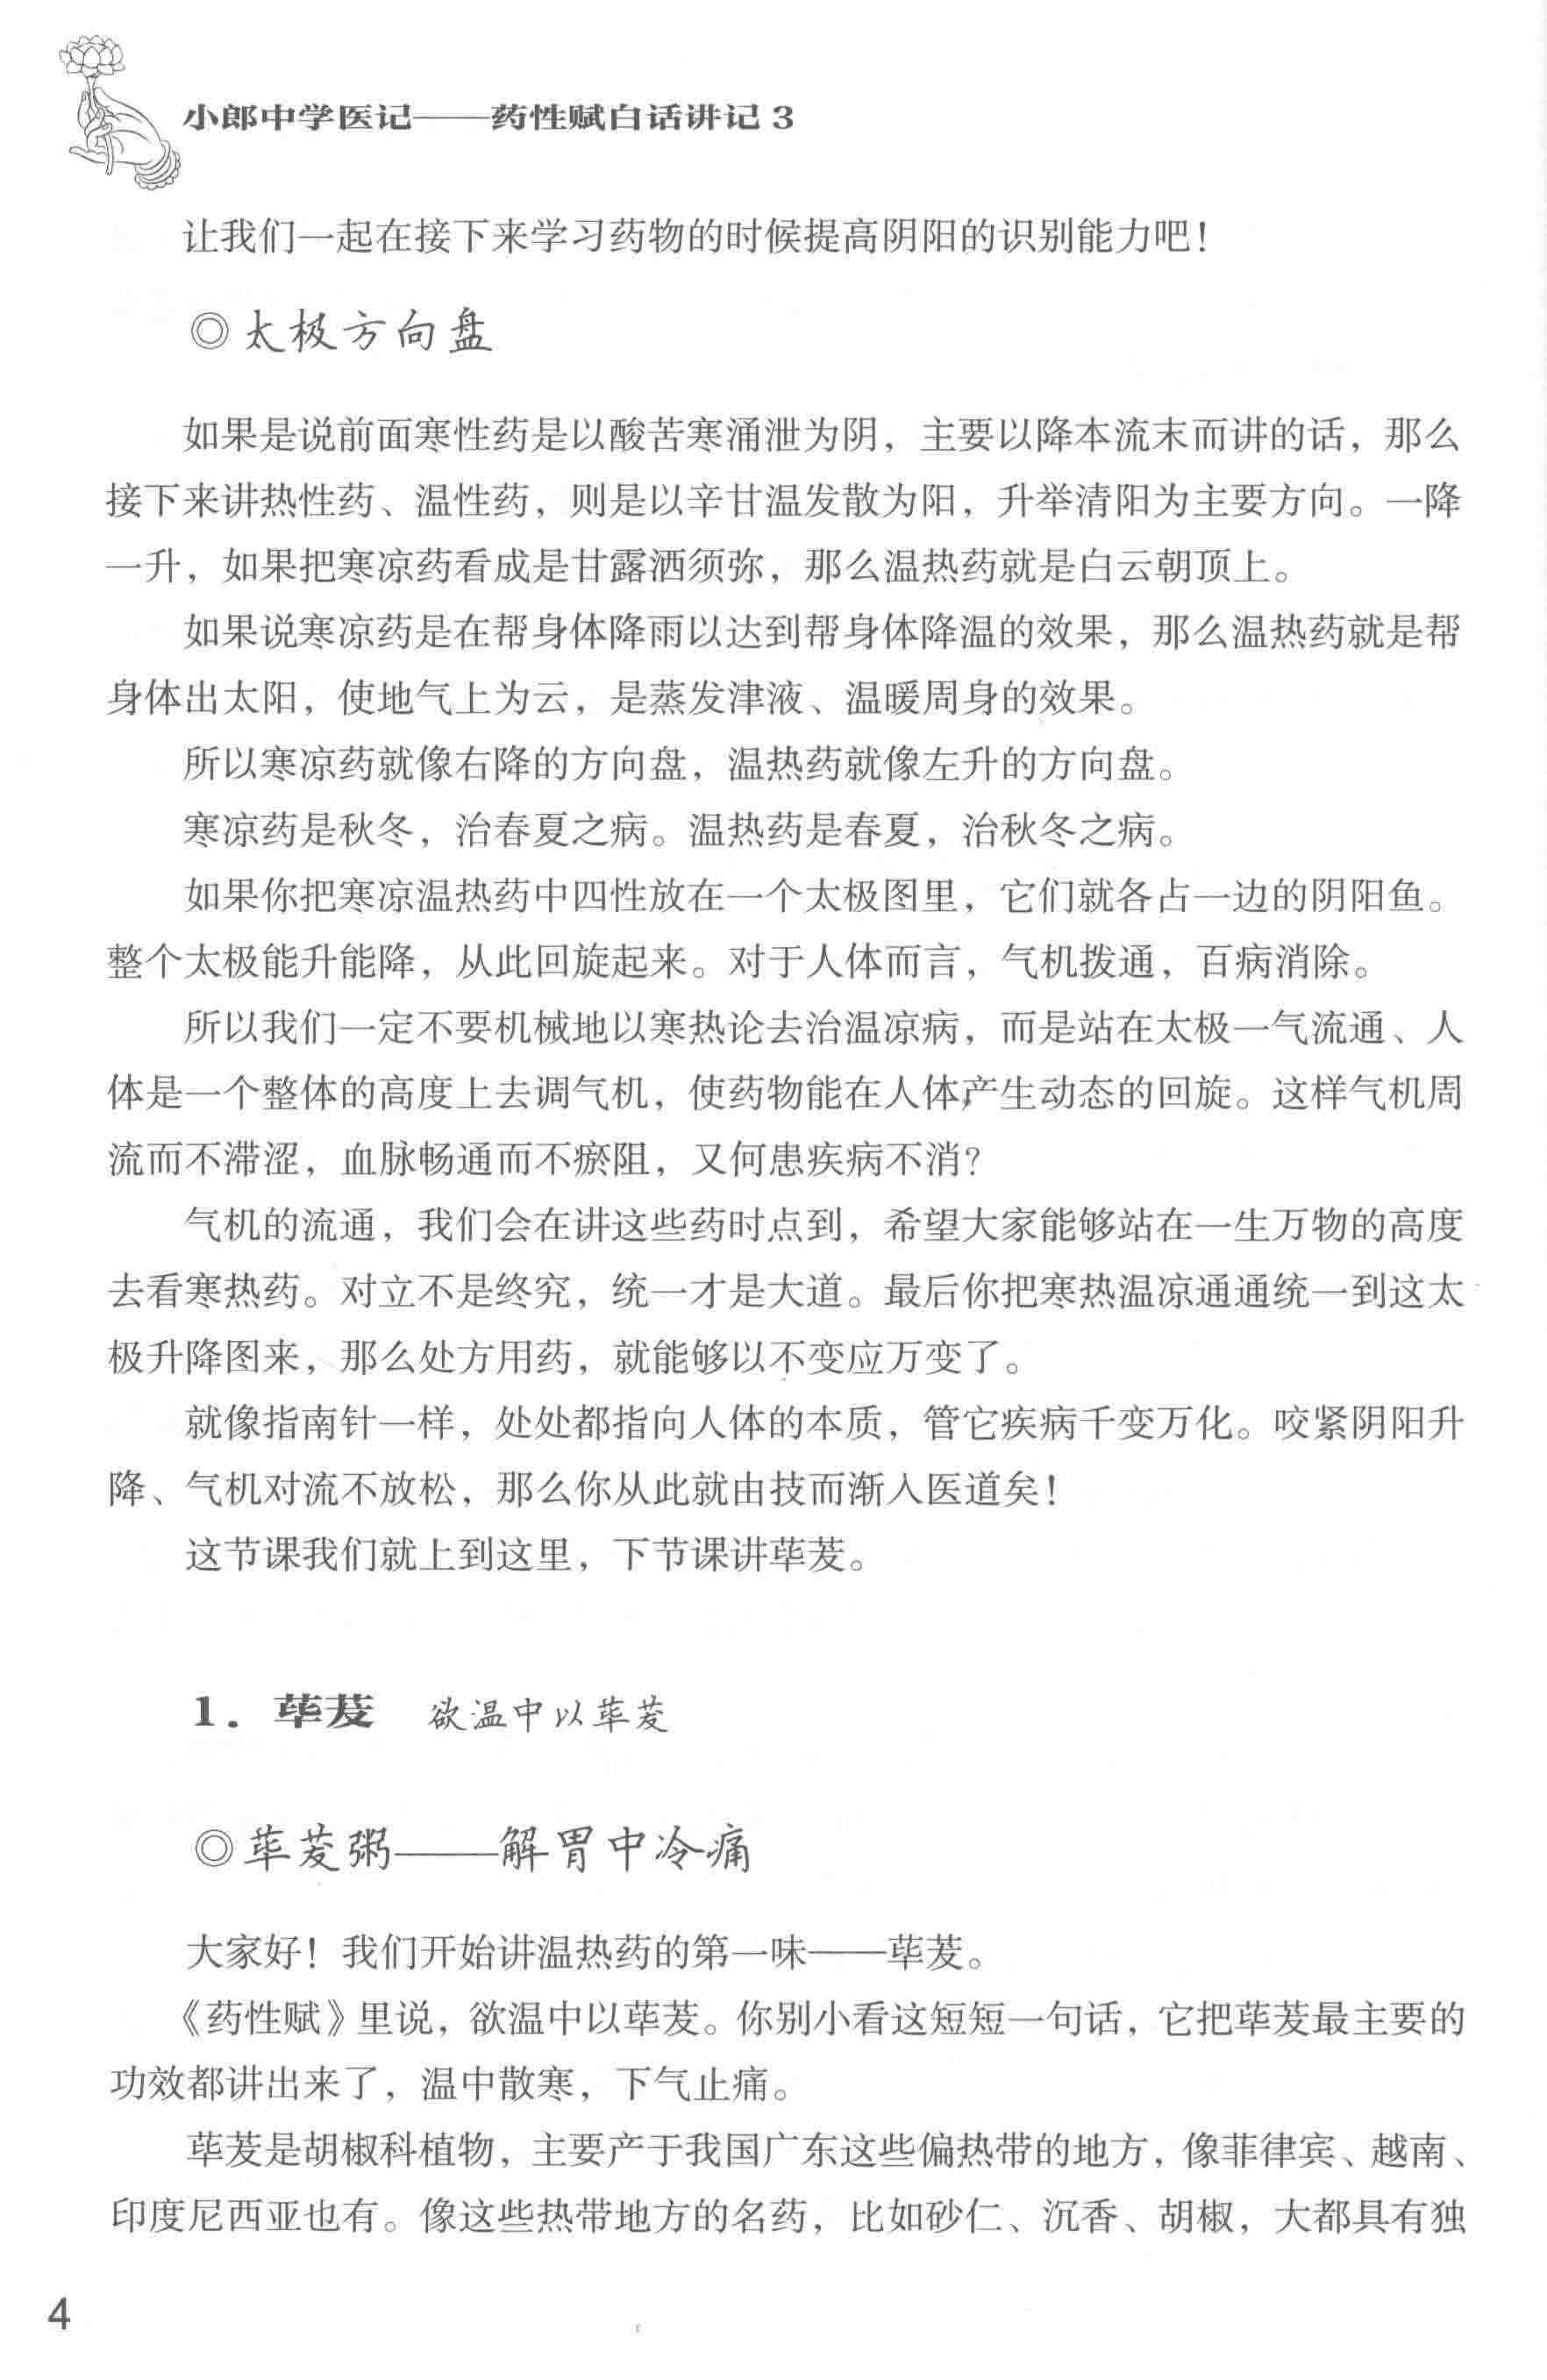 小郎中学医记——药性赋白话讲记3
让我们一起在接下来学习药物的时候提高阴阳的识别能力吧！
◎太极方向盘
如果是说前面寒性药是以酸苦寒涌泄为阴，主要以降本流末而讲的话，那么
接下来讲热性药、温性药，则是以辛甘温发散为阳，升举清阳为主要方向。一降
一升，如果把寒凉药看成是甘露洒须弥，那么温热药就是白云朝顶上。
如果说寒凉药是在帮身体降雨以达到帮身体降温的效果，那么温热药就是帮
身体出太阳，使地气上为云，是蒸发津液、温暖周身的效果。
所以寒凉药就像右降的方向盘，温热药就像左升的方向盘。
寒凉药是秋冬，治春夏之病。温热药是春夏，治秋冬之病。
如果你把寒凉温热药中四性放在一个太极图里，它们就各占一边的阴阳鱼。
整个太极能升能降，从此回旋起来。对于人体而言，气机拨通，百病消除。
所以我们一定不要机械地以寒热论去治温凉病，而是站在太极一气流通、人
体是一个整体的高度上去调气机，使药物能在人体产生动态的回旋。这样气机周
流而不滞涩，血脉畅通而不瘀阻，又何患疾病不消？
气机的流通，我们会在讲这些药时点到，希望大家能够站在一生万物的高度
去看寒热药。对立不是终究，统一才是大道。最后你把寒热温凉通通统一到这太
极升降图来，那么处方用药，就能够以不变应万变了。
就像指南针一样，处处都指向人体的本质，管它疾病千变万化。咬紧阴阳升
降、气机对流不放松，那么你从此就由技而渐入医道矣！
这节课我们就上到这里，下节课讲荜茇。
1．荜茇 欲温中以荜茇
◎荜茇粥——解胃中冷痛
大家好！我们开始讲温热药的第一味——荜茇。
《药性赋》里说，欲温中以荜茇。你别小看这短短一句话，它把荜茇最主要的
功效都讲出来了，温中散寒，下气止痛。
荜茇是胡椒科植物，主要产于我国广东这些偏热带的地方，像菲律宾、越南、
印度尼西亚也有。像这些热带地方的名药，比如砂仁、沉香、胡椒，大都具有独
4